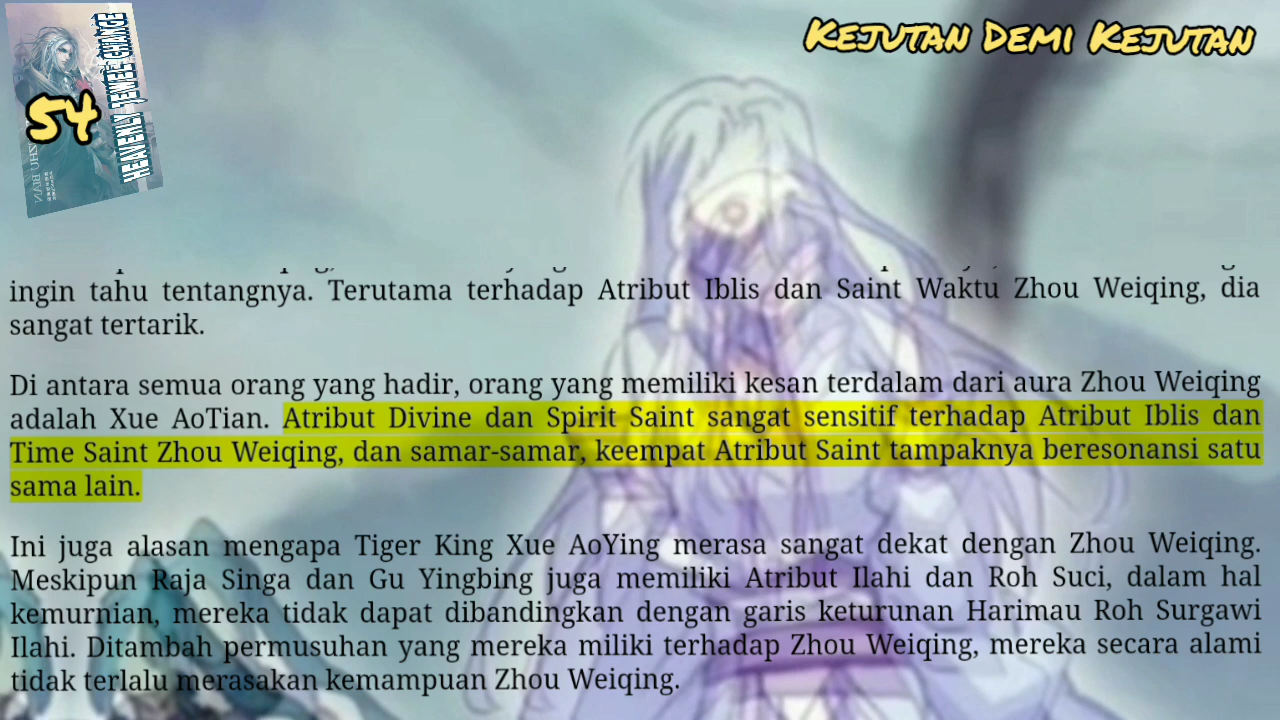 Kejutan Demi Kejutan
54
HEAVENLY JEWEL CHANGE
ingin tahu tentangnya. Terutama terhadap Atribut Iblis dan Saint Waktu Zhou Weiqing, dia
sangat tertarik.
Di antara semua orang yang hadir, orang yang memiliki kesan terdalam dari aura Zhou Weiqing
adalah Xue AoTian. Atribut Divine dan Spirit Saint sangat sensitif terhadap Atribut Iblis dan
Time Saint Zhou Weiqing, dan samar-samar, keempat Atribut Saint tampaknya beresonansi satu
sama lain.
Ini juga alasan mengapa Tiger King Xue AoYing merasa sangat dekat dengan Zhou Weiqing.
Meskipun Raja Singa dan Gu Yingbing juga memiliki Atribut Ilahi dan Roh Suci, dalam hal
kemurnian, mereka tidak dapat dibandingkan dengan garis keturunan Harimau Roh Surgawi
Ilahi. Ditambah permusuhan yang mereka miliki terhadap Zhou Weiqing, mereka secara alami
tidak terlalu merasakan kemampuan Zhou Weiqing.